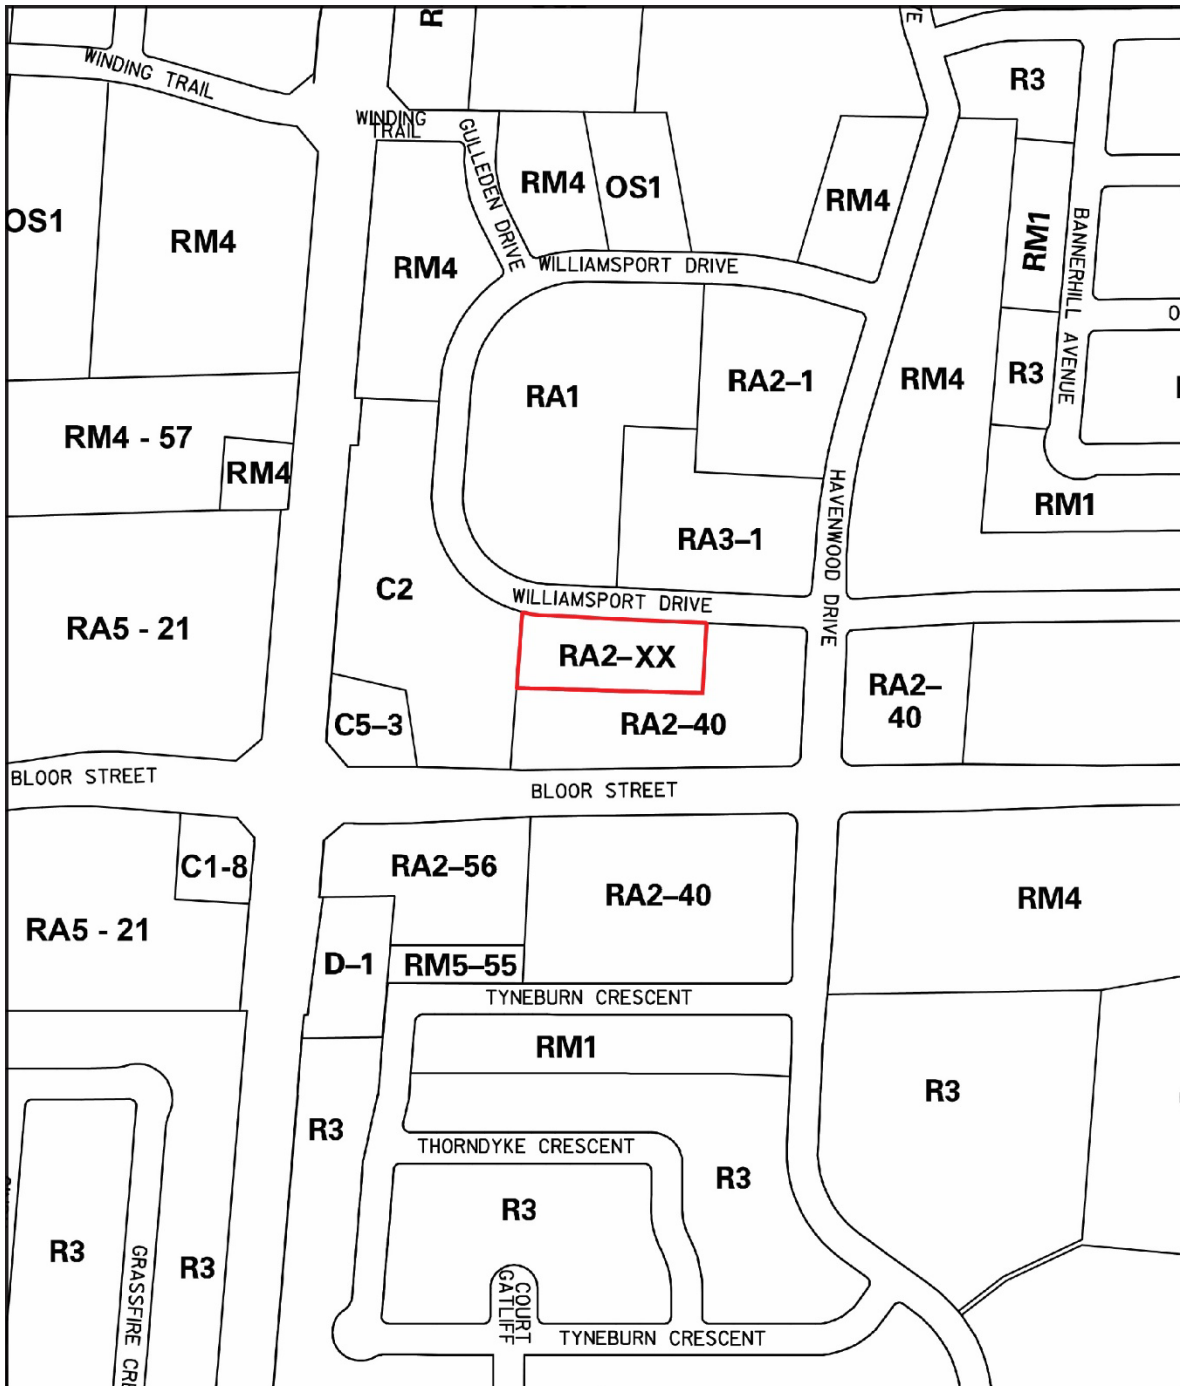 R
WINDING TRAIL
R3
WINDING
TRAIL
GULLEDEN DRIVE
RM4
OS1
RM4
OS1
RM4
RM4
RM1
BANNERHILL AVENUE
WILLIAMSPORT DRIVE
RA1
RA2–1
RM4
R3
RM4 - 57
RM4
HAVENWOOD DRIVE
RM1
RA3–1
C2
WILLIAMSPORT DRIVE
RA5 - 21
RA2–XX
RA2–
40
C5–3
RA2–40
BLOOR STREET
BLOOR STREET
C1-8
RA2–56
RA2–40
RM4
RA5 - 21
D–1
RM5–55
TYNEBURN CRESCENT
RM1
R3
R3
THORNDYKE CRESCENT
R3
R3
R3
R3
GRASSFIRE CRE
COURT
GATLIFF
TYNEBURN CRESCENT